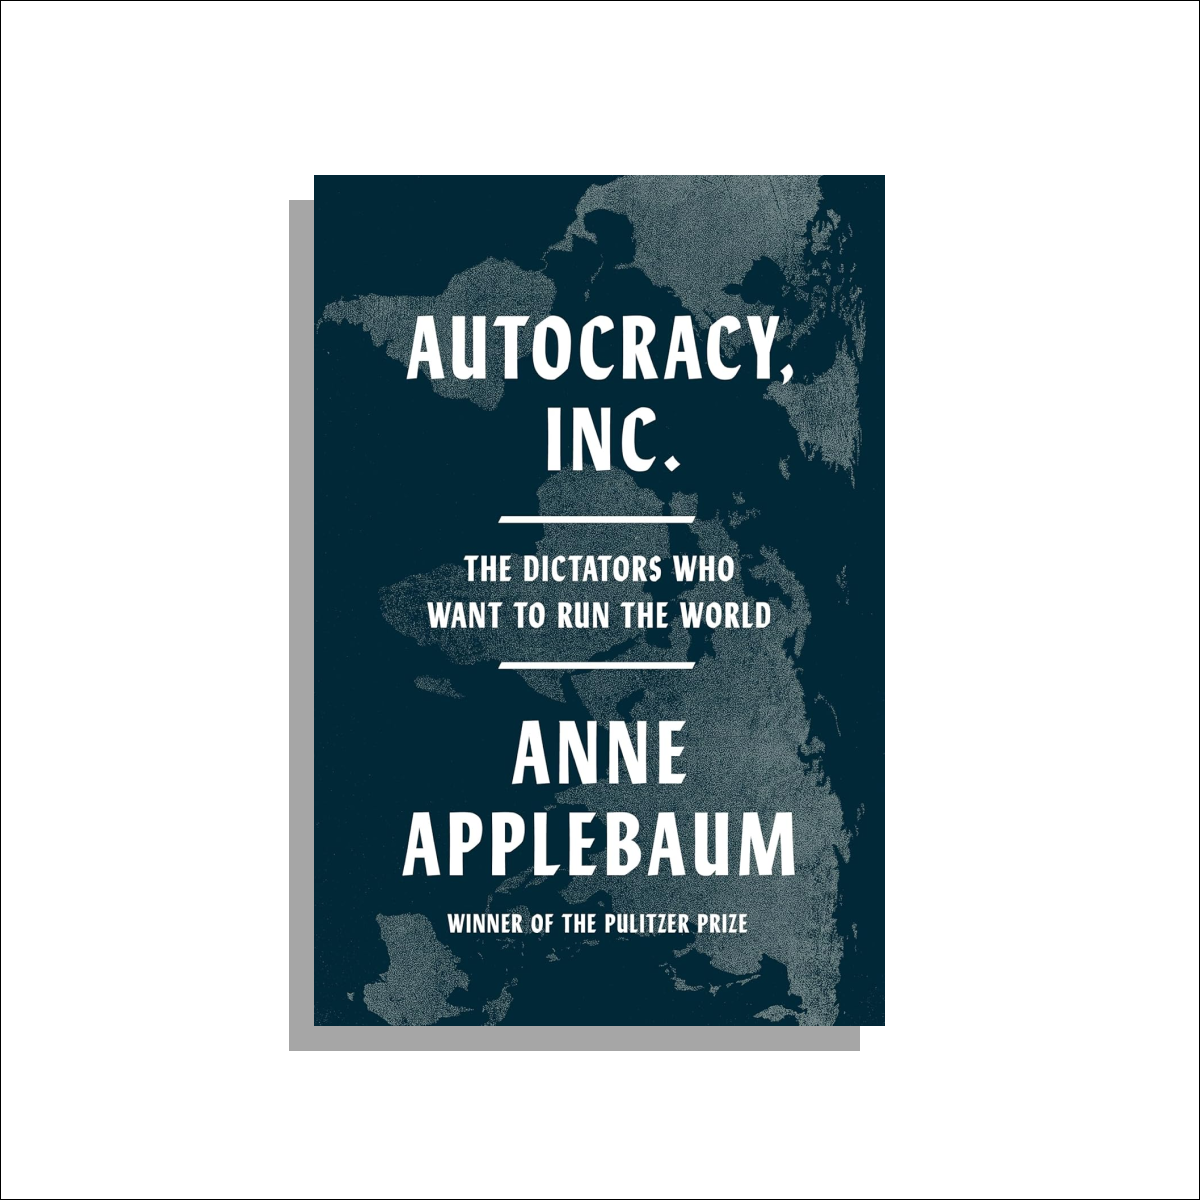 AUTOCRACY,
INC.
THE DICTATORS WHO
WANT TO RUN THE WORLD
ANNE
APPLEBAUM
WINNER OF THE PULITZER PRIZE